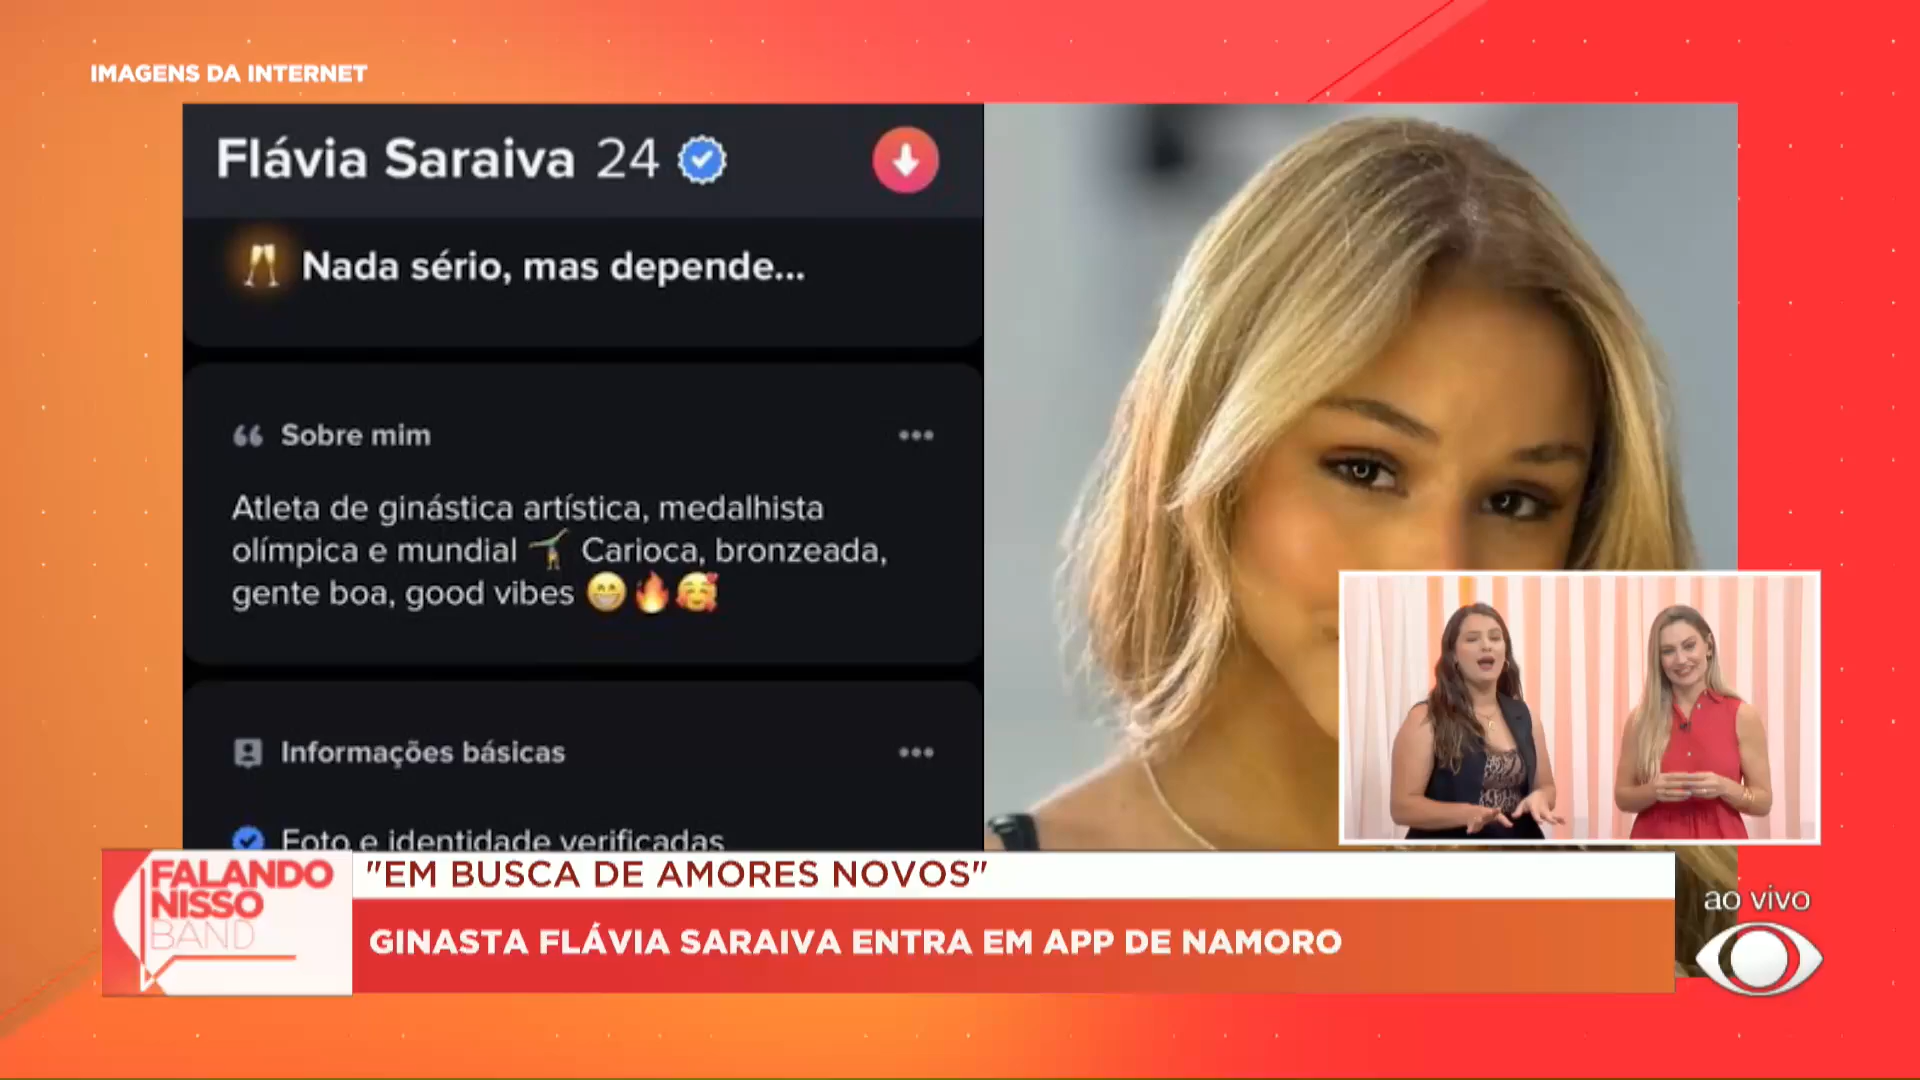 IMAGENS DA INTERNET
Flávia Saraiva 24
Nada sério, mas depende...
Sobre mim
Atleta de ginástica artística, medalhista
olímpica e mundial 🤸 Carioca, bronzeada,
gente boa, good vibes 😁🔥🥰
Informações básicas
Foto e identidade verificadas
FALANDO
NISSO
BAND
"EM BUSCA DE AMORES NOVOS"
GINASTA FLÁVIA SARAIVA ENTRA EM APP DE NAMORO
ao vivo